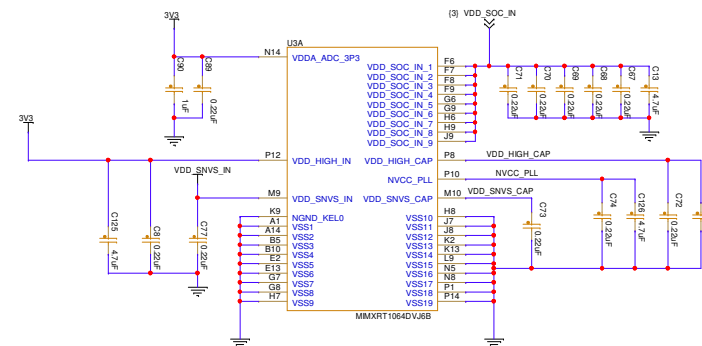 {3} VDD_SOC_IN
3V3
U3A
N14 VDDA_ADC_3P3
C90 1uF
C89 0.22uF
VDD_SOC_IN_1 F6
VDD_SOC_IN_2 F7
VDD_SOC_IN_3 F8
VDD_SOC_IN_4 F9
VDD_SOC_IN_5 G6
VDD_SOC_IN_6 G9
VDD_SOC_IN_7 H6
VDD_SOC_IN_8 H9
VDD_SOC_IN_9 J9
C71 0.22uF
C70 0.22uF
C69 0.22uF
C68 0.22uF
C67 0.22uF
C13 4.7uF
3V3
P12 VDD_HIGH_IN
VDD_HIGH_CAP P8 VDD_HIGH_CAP
VDD_SNVS_IN
NVCC_PLL P10 NVCC_PLL
M9 VDD_SNVS_IN
VDD_SNVS_CAP M10 VDD_SNVS_CAP
C125 4.7uF
C81 0.22uF
C77 0.22uF
C73 0.22uF
C74 0.22uF
C126 4.7uF
C72 0.22uF
K9 NGND_KEL0
A1 VSS1
A14 VSS2
B5 VSS3
B10 VSS4
E2 VSS5
E13 VSS6
G7 VSS7
G8 VSS8
H7 VSS9
VSS10 H8
VSS11 J7
VSS12 J8
VSS13 K2
VSS14 K13
VSS15 L9
VSS16 N5
VSS17 N8
VSS18 P1
VSS19 P14
MIMXRT1064DVJ6B